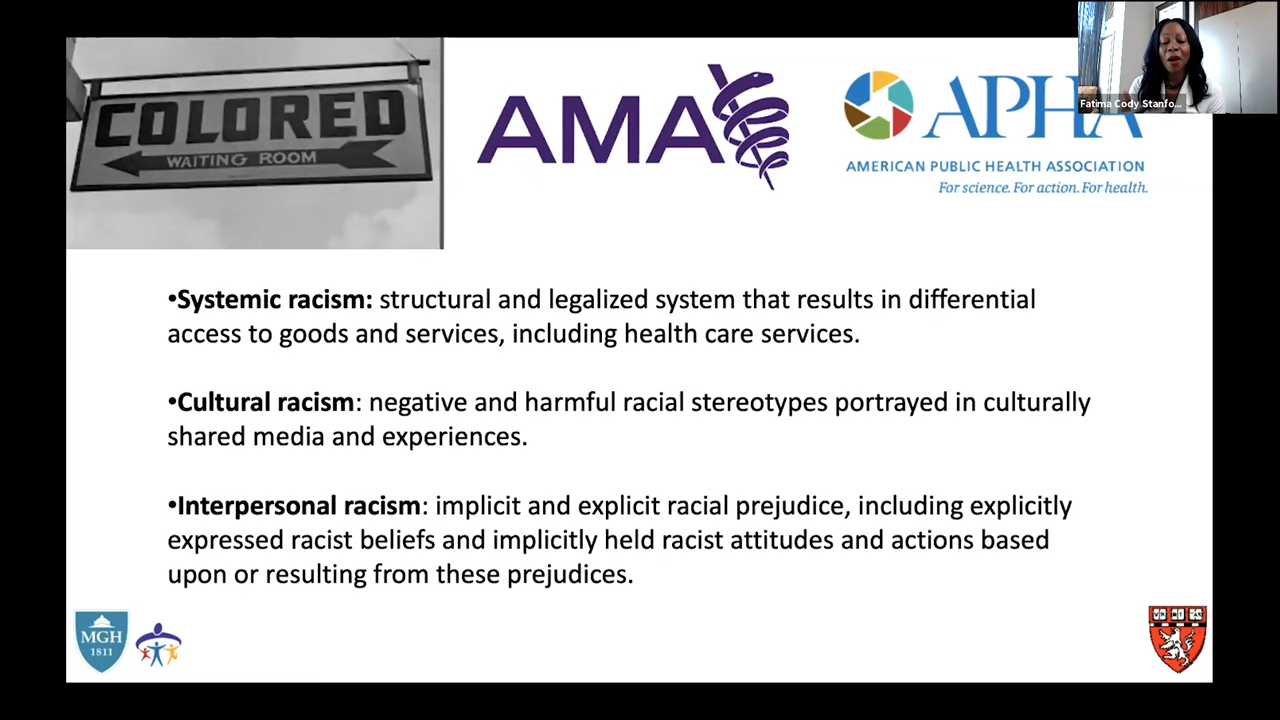 COLORED
WAITING ROOM
AMA
APHA
AMERICAN PUBLIC HEALTH ASSOCIATION
For science. For action. For health.
Fatima Cody Stanfo...
•Systemic racism: structural and legalized system that results in differential
access to goods and services, including health care services.
•Cultural racism: negative and harmful racial stereotypes portrayed in culturally
shared media and experiences.
•Interpersonal racism: implicit and explicit racial prejudice, including explicitly
expressed racist beliefs and implicitly held racist attitudes and actions based
upon or resulting from these prejudices.
MGH
1811